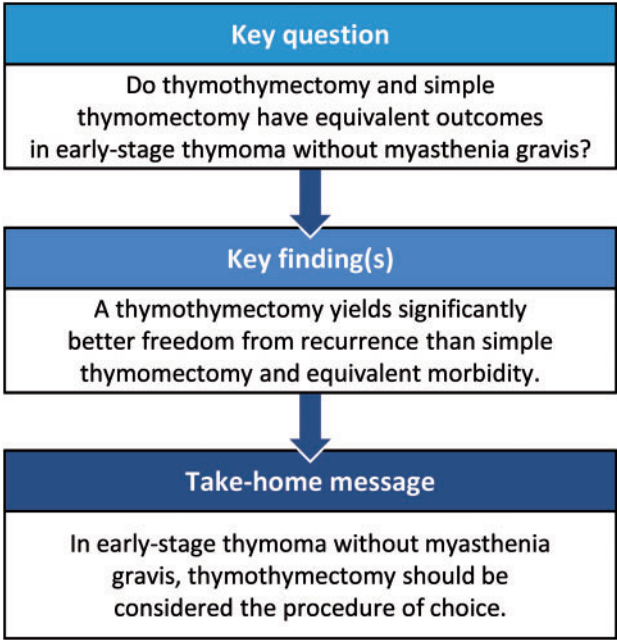 Key question
Do thymothymectomy and simple
thymomectomy have equivalent outcomes
in early-stage thymoma without myasthenia gravis?
Key finding(s)
A thymothymectomy yields significantly
better freedom from recurrence than simple
thymomectomy and equivalent morbidity.
Take-home message
In early-stage thymoma without myasthenia
gravis, thymothymectomy should be
considered the procedure of choice.